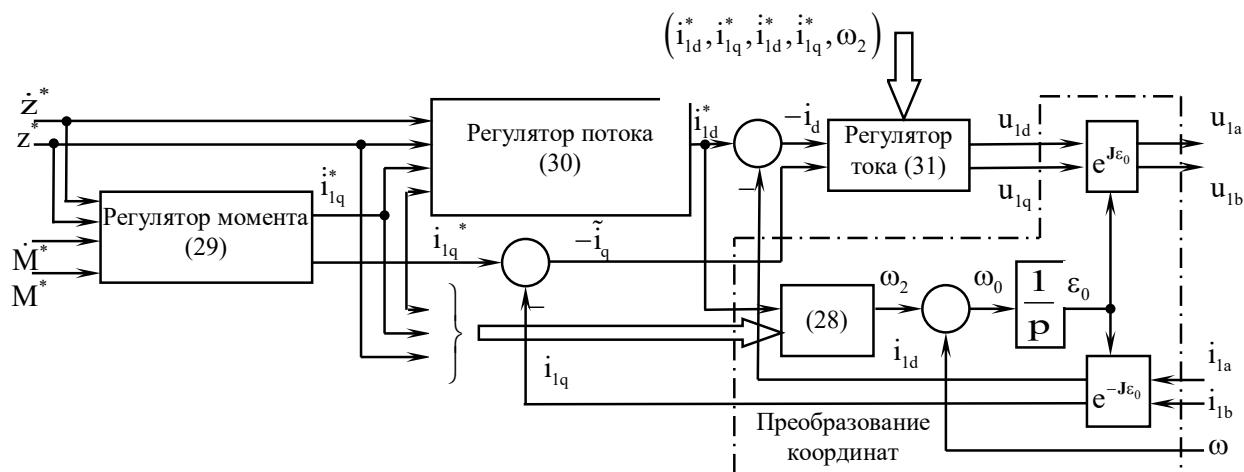 (i*1d, i*1q, i̇*1d, i̇*1q, ω2)
ż*
z*
Регулятор потока
(30)
i*1d
−
−i_d
Регулятор
тока (31)
u1d
u1q
e^Jε0
u1a
u1b
Регулятор момента
(29)
i̇*1q
Ṁ*
M*
i1q*
−
−ĩq
(28)
ω2
ω0
1
p
ε0
}
i1d
i1q
e^−Jε0
i1a
i1b
Преобразование
координат
ω